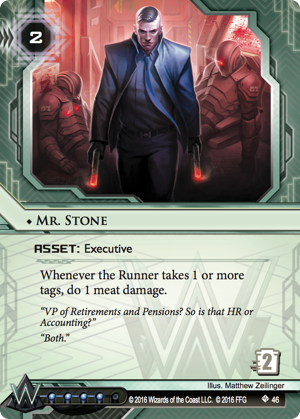 2
◆ Mr. Stone
ASSET: Executive
Whenever the Runner takes 1 or more
tags, do 1 meat damage.
“VP of Retirements and Pensions? So is that HR or
Accounting?”
“Both.”
2
Illus. Matthew Zeilinger
W
© 2016 Wizards of the Coast LLC. © 2016 FFG 46